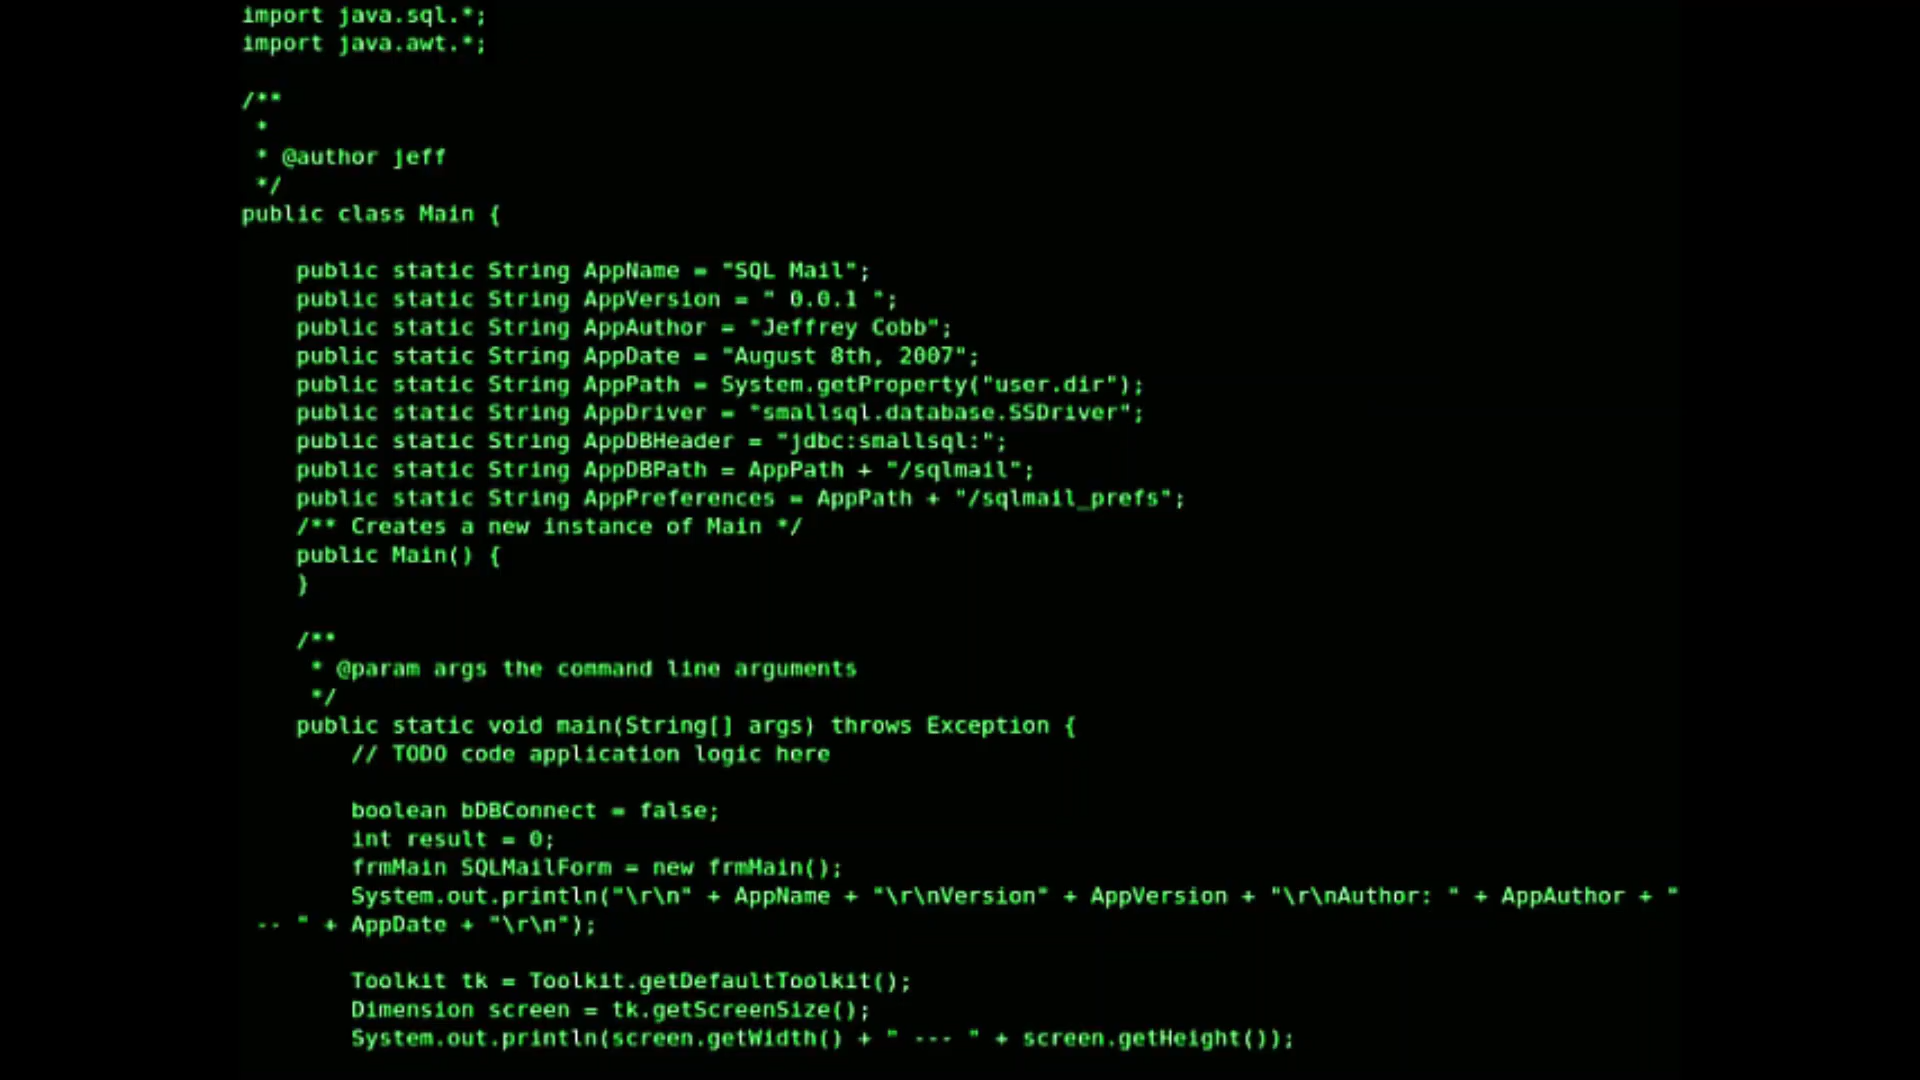 import java.sql.*;
import java.awt.*;
/**
 *
 * @author jeff
 */
public class Main {
    public static String AppName = "SQL Mail";
    public static String AppVersion = " 0.0.1 ";
    public static String AppAuthor = "Jeffrey Cobb";
    public static String AppDate = "August 8th, 2007";
    public static String AppPath = System.getProperty("user.dir");
    public static String AppDriver = "smallsql.database.SSDriver";
    public static String AppDBHeader = "jdbc:smallsql:";
    public static String AppDBPath = AppPath + "/sqlmail";
    public static String AppPreferences = AppPath + "/sqlmail_prefs";
    /** Creates a new instance of Main */
    public Main() {
    }
    /**
     * @param args the command line arguments
     */
    public static void main(String[] args) throws Exception {
        // TODO code application logic here
        boolean bDBConnect = false;
        int result = 0;
        frmMain SQLMailForm = new frmMain();
        System.out.println("\r\n" + AppName + "\r\nVersion" + AppVersion + "\r\nAuthor: " + AppAuthor + "
 -- " + AppDate + "\r\n");
        Toolkit tk = Toolkit.getDefaultToolkit();
        Dimension screen = tk.getScreenSize();
        System.out.println(screen.getWidth() + " --- " + screen.getHeight());